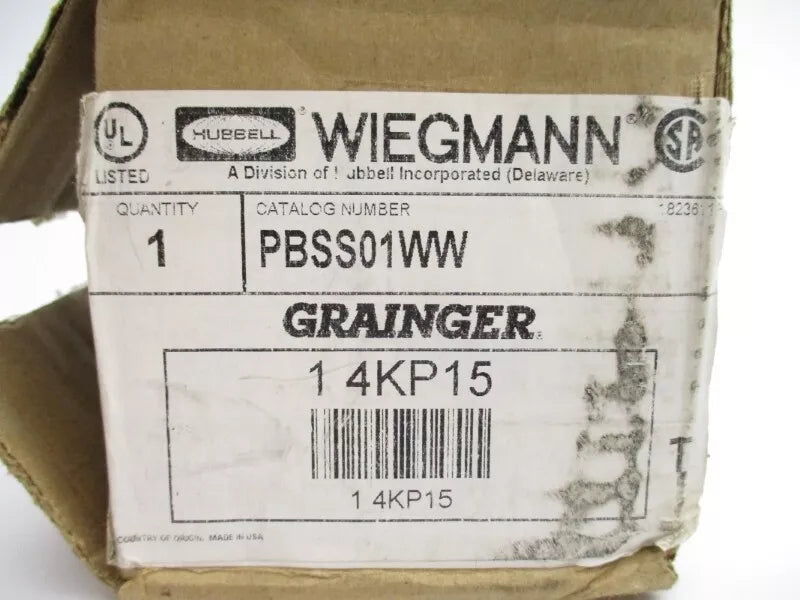 UL
LISTED
HUBBELL
WIEGMANN
SA
A Division of Hubbell Incorporated (Delaware)
QUANTITY
1
CATALOG NUMBER
PBSS01WW
GRAINGER
1 4KP15
1 4KP15
T
COUNTRY OF ORIGIN. MADE IN USA